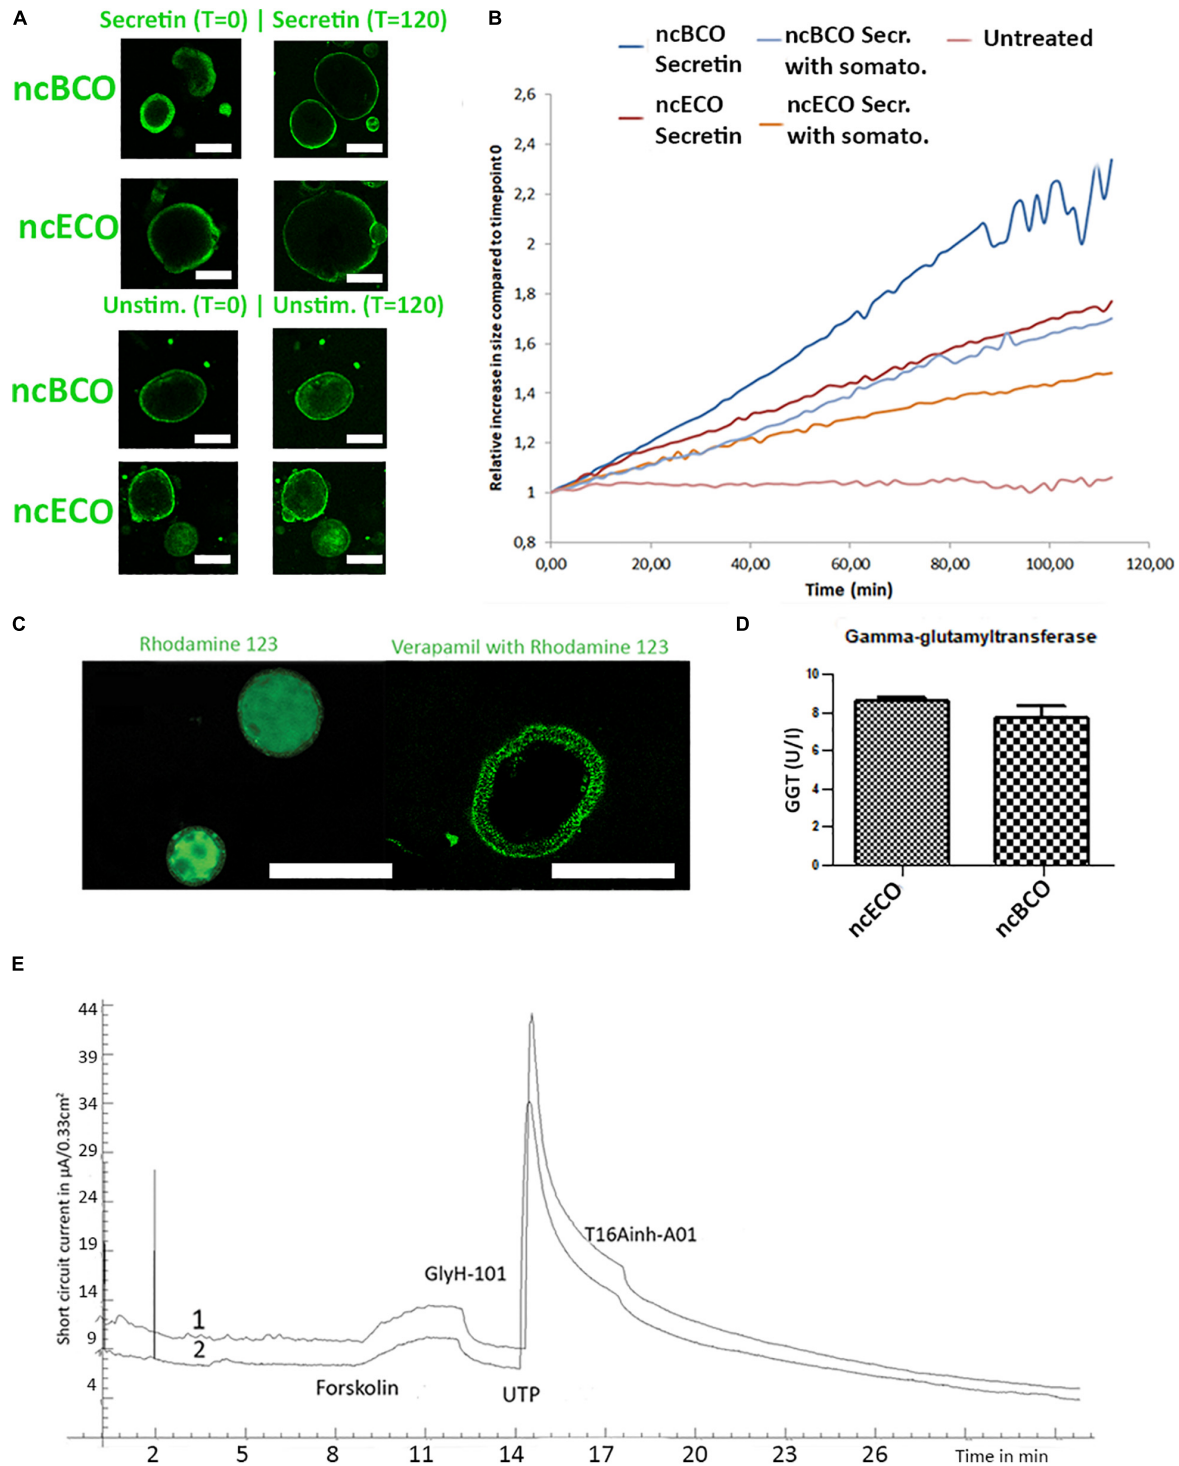 A
Secretin (T=0) | Secretin (T=120)
ncBCO
ncECO
Unstim. (T=0) | Unstim. (T=120)
ncBCO
ncECO
B
ncBCO Secretin
ncBCO Secr. with somato.
Untreated
ncECO Secretin
ncECO Secr. with somato.
Relative increase in size compared to timepoint 0
2,6
2,4
2,2
2
1,8
1,6
1,4
1,2
1
0,8
0,00 20,00 40,00 60,00 80,00 100,00 120,00
Time (min)
C
Rhodamine 123
Verapamil with Rhodamine 123
D
Gamma-glutamyltransferase
GGT (U/l)
10
8
6
4
2
0
ncECO
ncBCO
E
Short circuit current in µA/0.33cm²
44
39
34
29
24
19
14
9
4
1
2
Forskolin
GlyH-101
UTP
T16Ainh-A01
2 5 8 11 14 17 20 23 26
Time in min